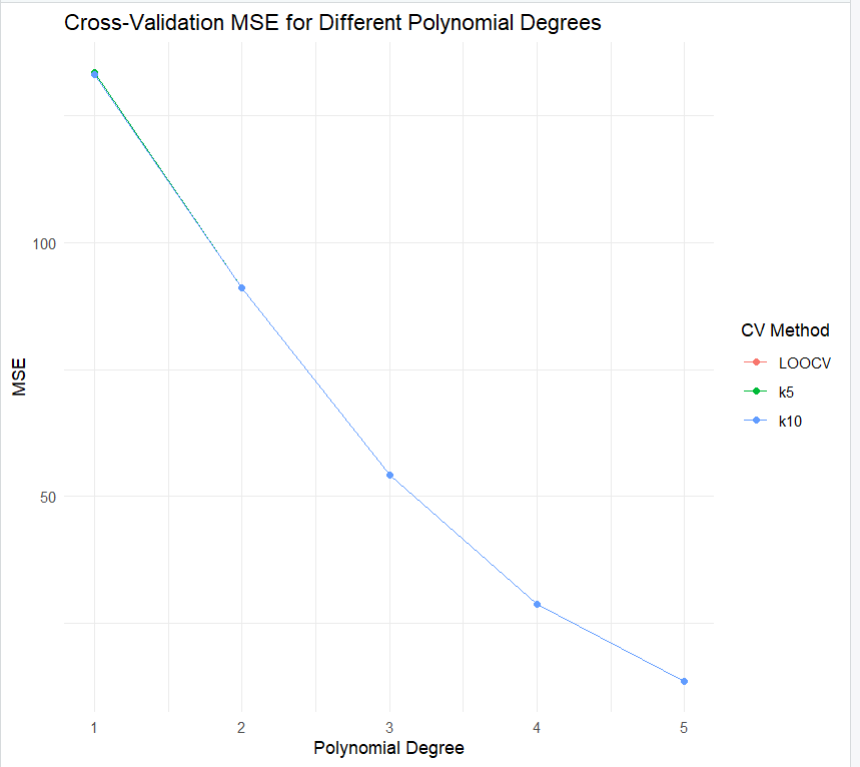 Cross-Validation MSE for Different Polynomial Degrees
100
50
MSE
1 2 3 4 5
Polynomial Degree
CV Method
LOOCV
k5
k10